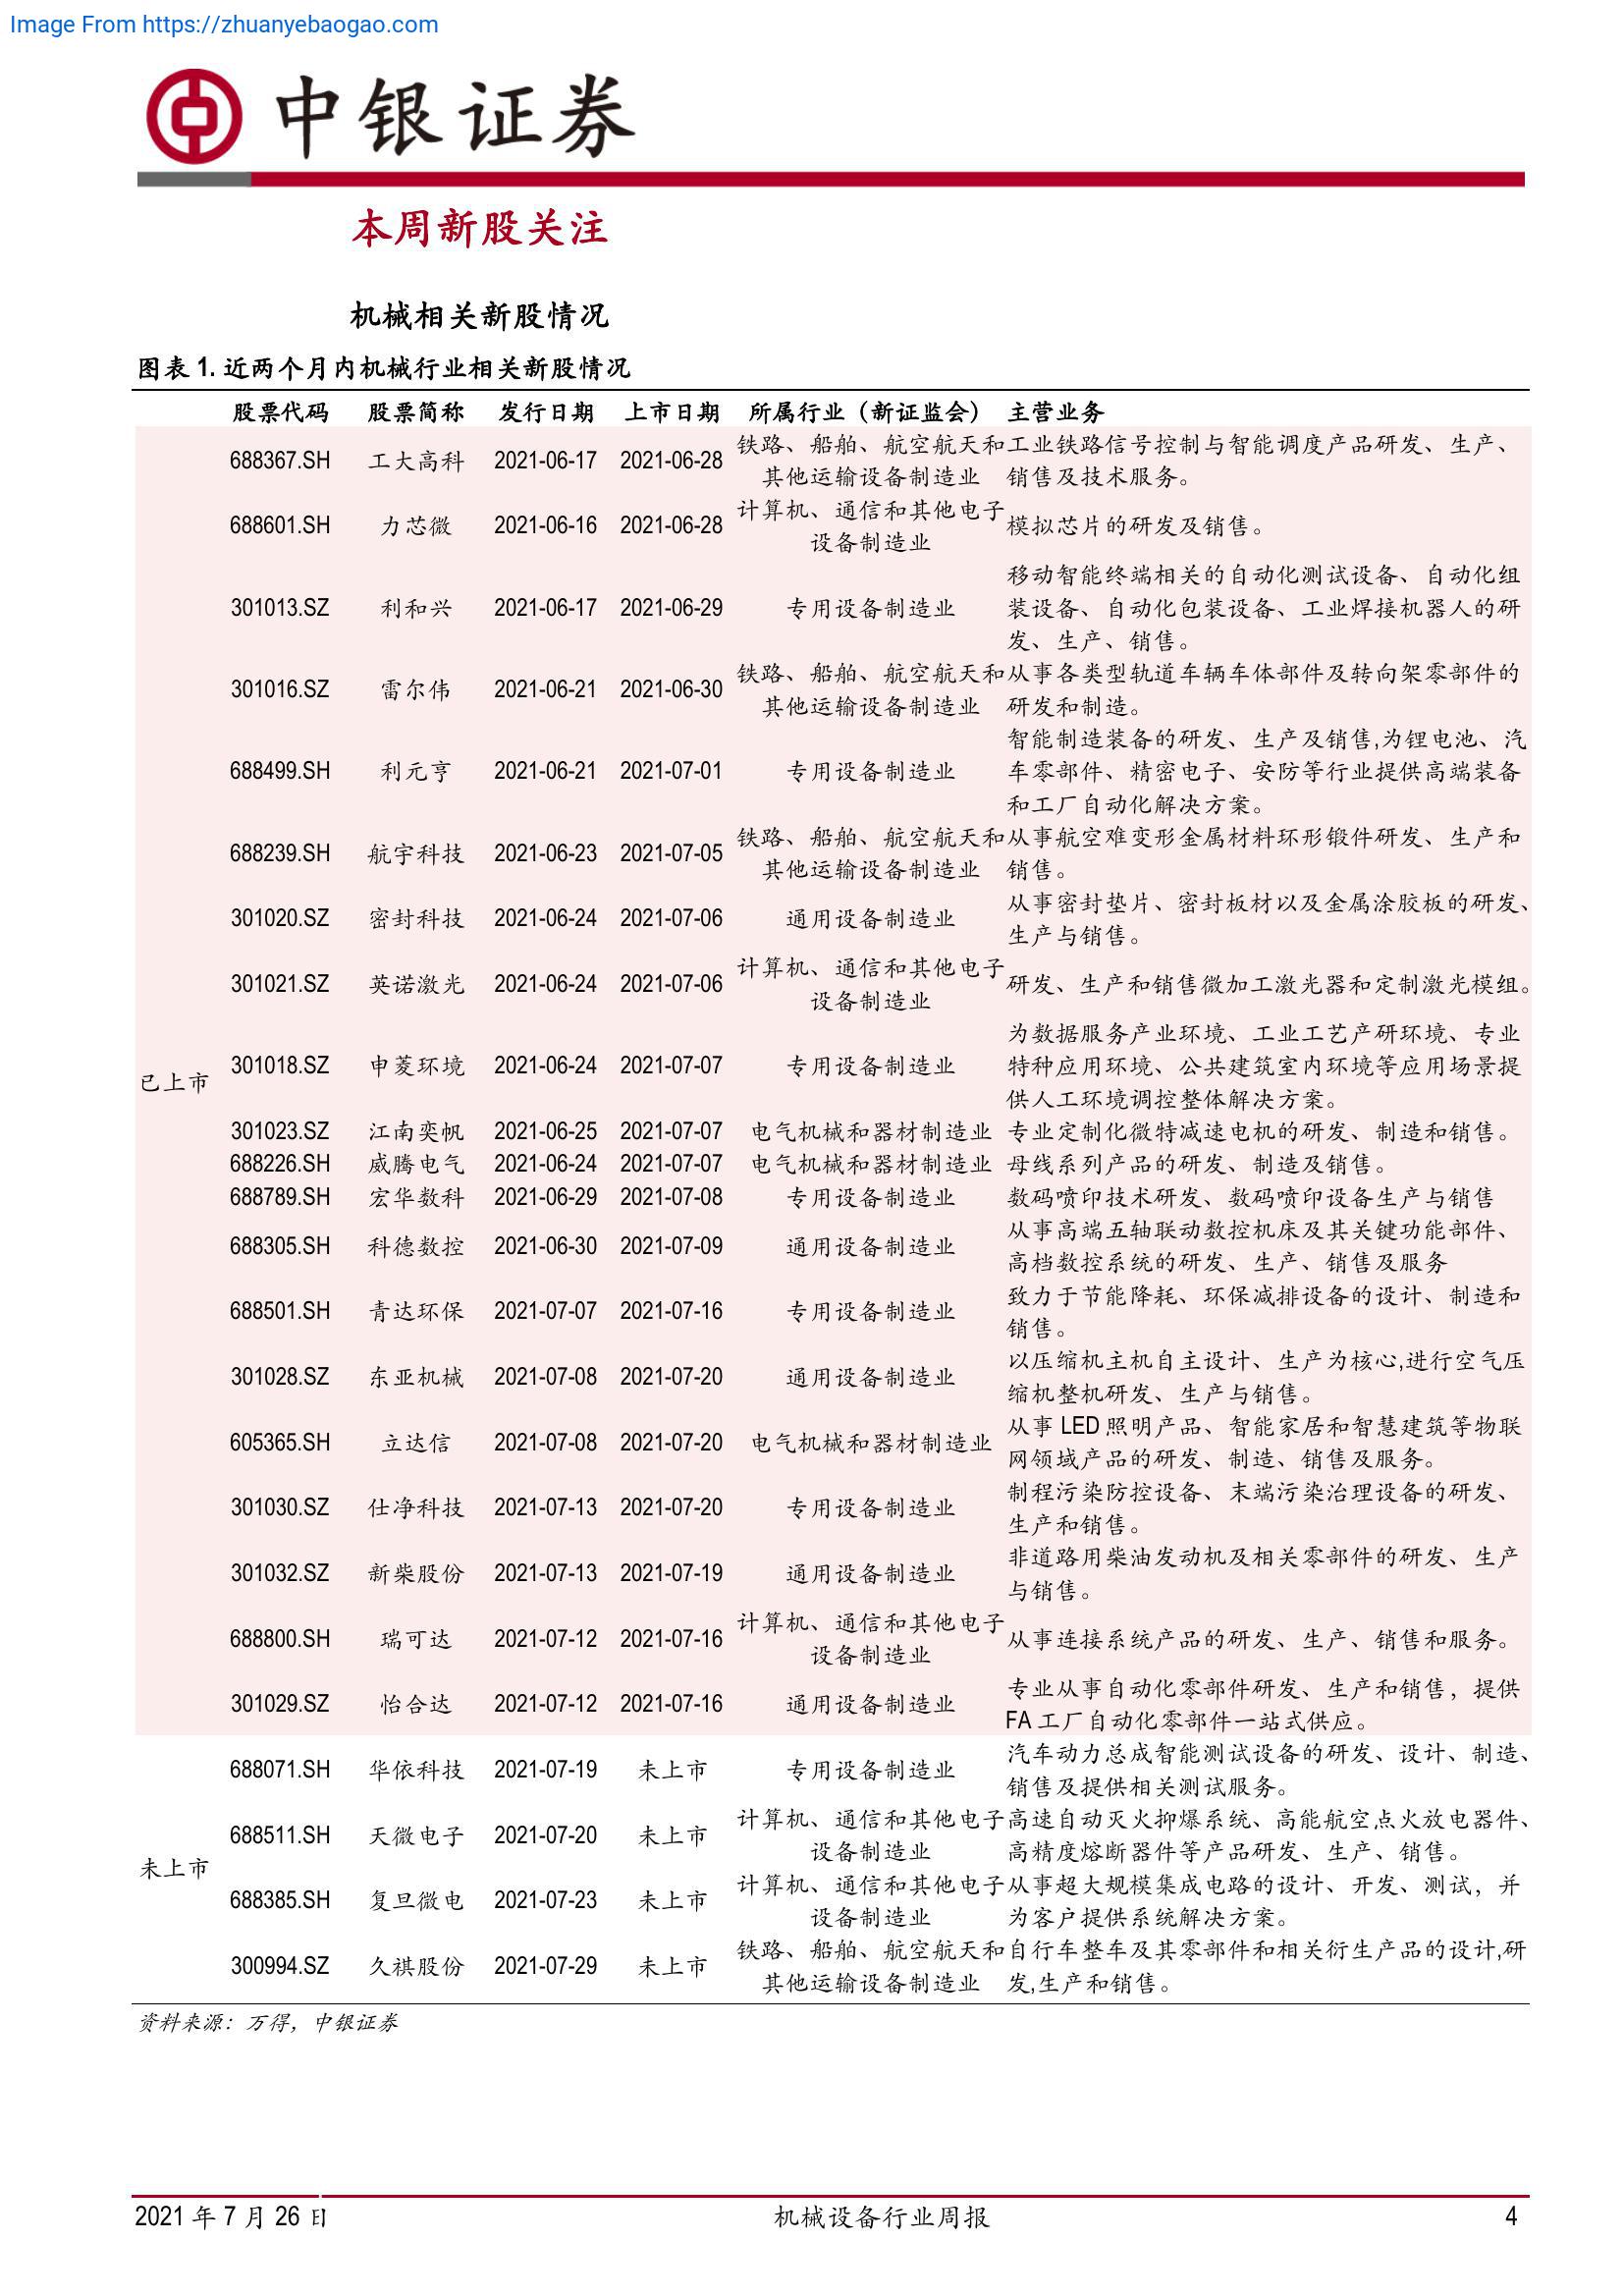 Image From https://zhuanyebaogao.com
中银证券
本周新股关注
机械相关新股情况
图表 1. 近两个月内机械行业相关新股情况
股票代码 股票简称 发行日期 上市日期 所属行业（新证监会） 主营业务
已上市
688367.SH 工大高科 2021-06-17 2021-06-28 铁路、船舶、航空航天和 工业铁路信号控制与智能调度产品研发、生产、
其他运输设备制造业 销售及技术服务。
688601.SH 力芯微 2021-06-16 2021-06-28 计算机、通信和其他电子 模拟芯片的研发及销售。
设备制造业
移动智能终端相关的自动化测试设备、自动化组
301013.SZ 利和兴 2021-06-17 2021-06-29 专用设备制造业 装设备、自动化包装设备、工业焊接机器人的研
发、生产、销售。
301016.SZ 雷尔伟 2021-06-21 2021-06-30 铁路、船舶、航空航天和 从事各类型轨道车辆车体部件及转向架零部件的
其他运输设备制造业 研发和制造。
智能制造装备的研发、生产及销售,为锂电池、汽
688499.SH 利元亨 2021-06-21 2021-07-01 专用设备制造业 车零部件、精密电子、安防等行业提供高端装备
和工厂自动化解决方案。
688239.SH 航宇科技 2021-06-23 2021-07-05 铁路、船舶、航空航天和 从事航空难变形金属材料环形锻件研发、生产和
其他运输设备制造业 销售。
301020.SZ 密封科技 2021-06-24 2021-07-06 通用设备制造业 从事密封垫片、密封板材以及金属涂胶板的研发、
生产与销售。
301021.SZ 英诺激光 2021-06-24 2021-07-06 计算机、通信和其他电子 研发、生产和销售微加工激光器和定制激光模组。
设备制造业
为数据服务产业环境、工业工艺产研环境、专业
301018.SZ 申菱环境 2021-06-24 2021-07-07 专用设备制造业 特种应用环境、公共建筑室内环境等应用场景提
供人工环境调控整体解决方案。
301023.SZ 江南奕帆 2021-06-25 2021-07-07 电气机械和器材制造业 专业定制化微特减速电机的研发、制造和销售。
688226.SH 威腾电气 2021-06-24 2021-07-07 电气机械和器材制造业 母线系列产品的研发、制造及销售。
688789.SH 宏华数科 2021-06-29 2021-07-08 专用设备制造业 数码喷印技术研发、数码喷印设备生产与销售
688305.SH 科德数控 2021-06-30 2021-07-09 通用设备制造业 从事高端五轴联动数控机床及其关键功能部件、
高档数控系统的研发、生产、销售及服务
688501.SH 青达环保 2021-07-07 2021-07-16 专用设备制造业 致力于节能降耗、环保减排设备的设计、制造和
销售。
301028.SZ 东亚机械 2021-07-08 2021-07-20 通用设备制造业 以压缩机主机自主设计、生产为核心,进行空气压
缩机整机研发、生产与销售。
605365.SH 立达信 2021-07-08 2021-07-20 电气机械和器材制造业 从事 LED 照明产品、智能家居和智慧建筑等物联
网领域产品的研发、制造、销售及服务。
301030.SZ 仕净科技 2021-07-13 2021-07-20 专用设备制造业 制程污染防控设备、末端污染治理设备的研发、
生产和销售。
301032.SZ 新柴股份 2021-07-13 2021-07-19 通用设备制造业 非道路用柴油发动机及相关零部件的研发、生产
与销售。
688800.SH 瑞可达 2021-07-12 2021-07-16 计算机、通信和其他电子 从事连接系统产品的研发、生产、销售和服务。
设备制造业
301029.SZ 怡合达 2021-07-12 2021-07-16 通用设备制造业 专业从事自动化零部件研发、生产和销售，提供
FA 工厂自动化零部件一站式供应。
未上市
688071.SH 华依科技 2021-07-19 未上市 专用设备制造业 汽车动力总成智能测试设备的研发、设计、制造、
销售及提供相关测试服务。
688511.SH 天微电子 2021-07-20 未上市 计算机、通信和其他电子 高速自动灭火抑爆系统、高能航空点火放电器件、
设备制造业 高精度熔断器件等产品研发、生产、销售。
688385.SH 复旦微电 2021-07-23 未上市 计算机、通信和其他电子 从事超大规模集成电路的设计、开发、测试，并
设备制造业 为客户提供系统解决方案。
300994.SZ 久祺股份 2021-07-29 未上市 铁路、船舶、航空航天和 自行车整车及其零部件和相关衍生产品的设计,研
其他运输设备制造业 发,生产和销售。
资料来源：万得，中银证券
2021 年 7 月 26 日 机械设备行业周报 4